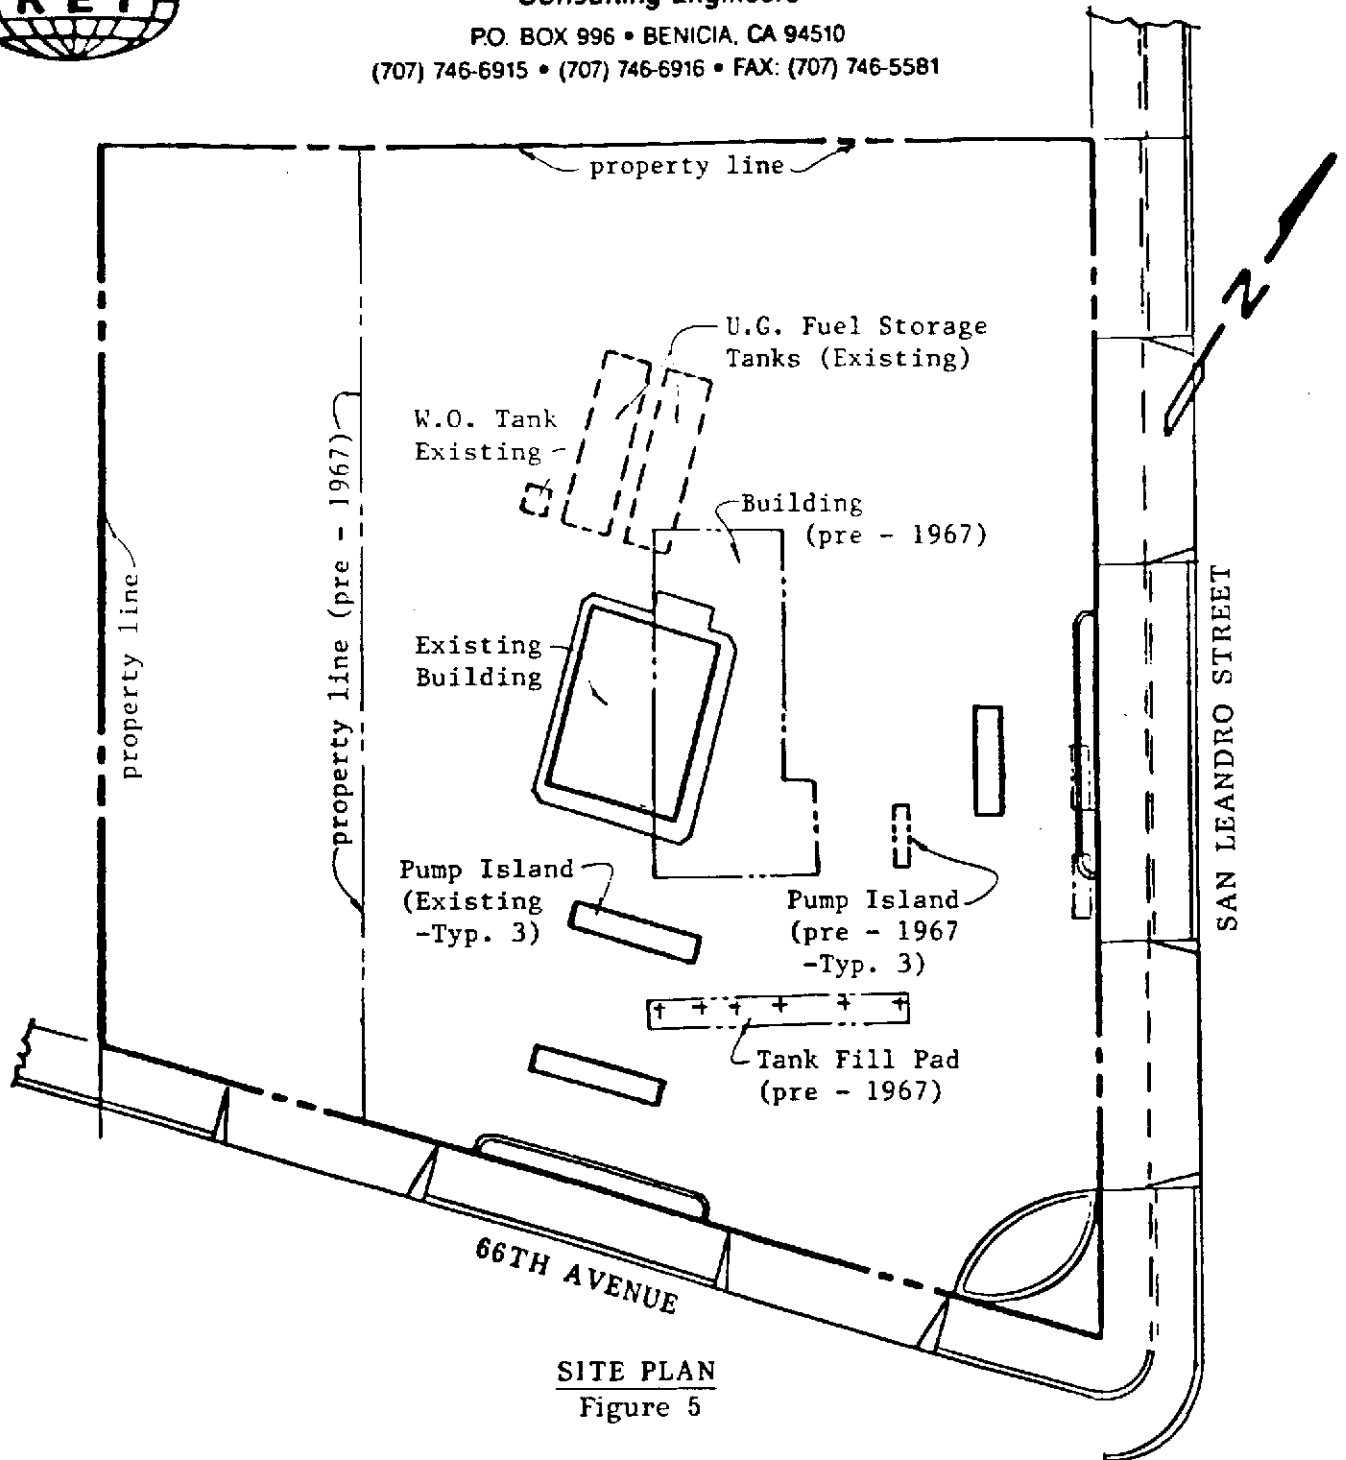 KEI
Consulting Engineers
P.O. BOX 996 • BENICIA, CA 94510
(707) 746-6915 • (707) 746-6916 • FAX: (707) 746-5581
property line
N
U.G. Fuel Storage
Tanks (Existing)
W.O. Tank
Existing
Building
(pre - 1967)
property line
property line (pre - 1967)
Existing
Building
SAN LEANDRO STREET
Pump Island
(Existing
-Typ. 3)
Pump Island
(pre - 1967
-Typ. 3)
Tank Fill Pad
(pre - 1967)
66TH AVENUE
SITE PLAN
Figure 5